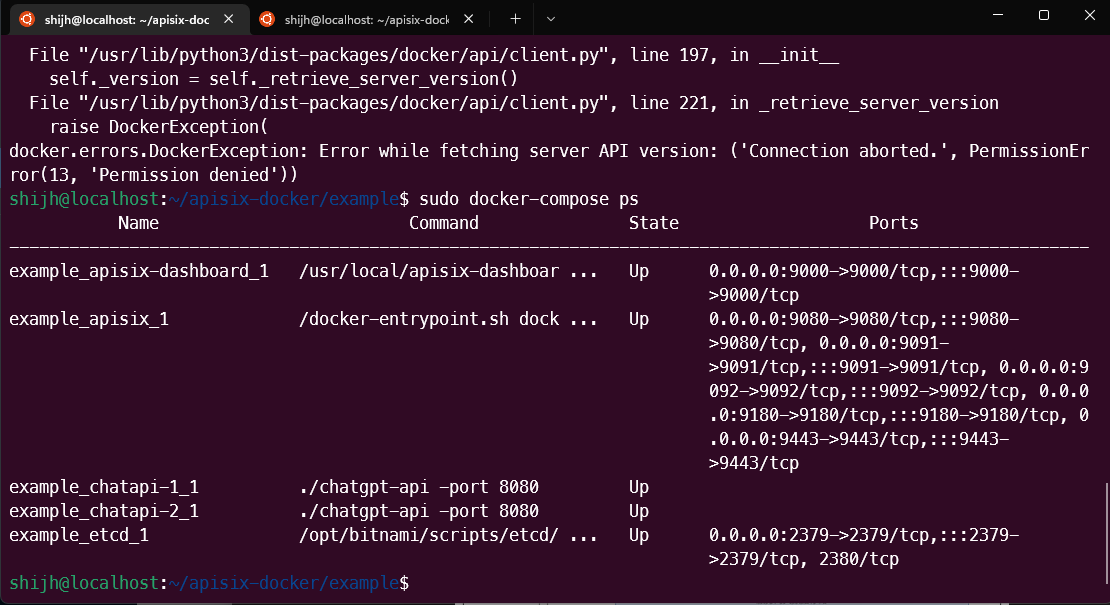 shijh@localhost: ~/apisix-doc
shijh@localhost: ~/apisix-dock
  File "/usr/lib/python3/dist-packages/docker/api/client.py", line 197, in __init__
    self._version = self._retrieve_server_version()
  File "/usr/lib/python3/dist-packages/docker/api/client.py", line 221, in _retrieve_server_version
    raise DockerException(
docker.errors.DockerException: Error while fetching server API version: ('Connection aborted.', PermissionEr
ror(13, 'Permission denied'))
shijh@localhost:~/apisix-docker/example$ sudo docker-compose ps
           Name                         Command               State                   Ports
------------------------------------------------------------------------------------------------------------
example_apisix-dashboard_1   /usr/local/apisix-dashboar ...   Up      0.0.0.0:9000->9000/tcp,:::9000-
                                                                      >9000/tcp
example_apisix_1             /docker-entrypoint.sh dock ...   Up      0.0.0.0:9080->9080/tcp,:::9080-
                                                                      >9080/tcp, 0.0.0.0:9091-
                                                                      >9091/tcp,:::9091->9091/tcp, 0.0.0.0:9
                                                                      092->9092/tcp,:::9092->9092/tcp, 0.0.0
                                                                      .0:9180->9180/tcp,:::9180->9180/tcp, 0
                                                                      .0.0.0:9443->9443/tcp,:::9443-
                                                                      >9443/tcp
example_chatapi-1_1          ./chatgpt-api -port 8080         Up
example_chatapi-2_1          ./chatgpt-api -port 8080         Up
example_etcd_1               /opt/bitnami/scripts/etcd/ ...   Up      0.0.0.0:2379->2379/tcp,:::2379-
                                                                      >2379/tcp, 2380/tcp
shijh@localhost:~/apisix-docker/example$